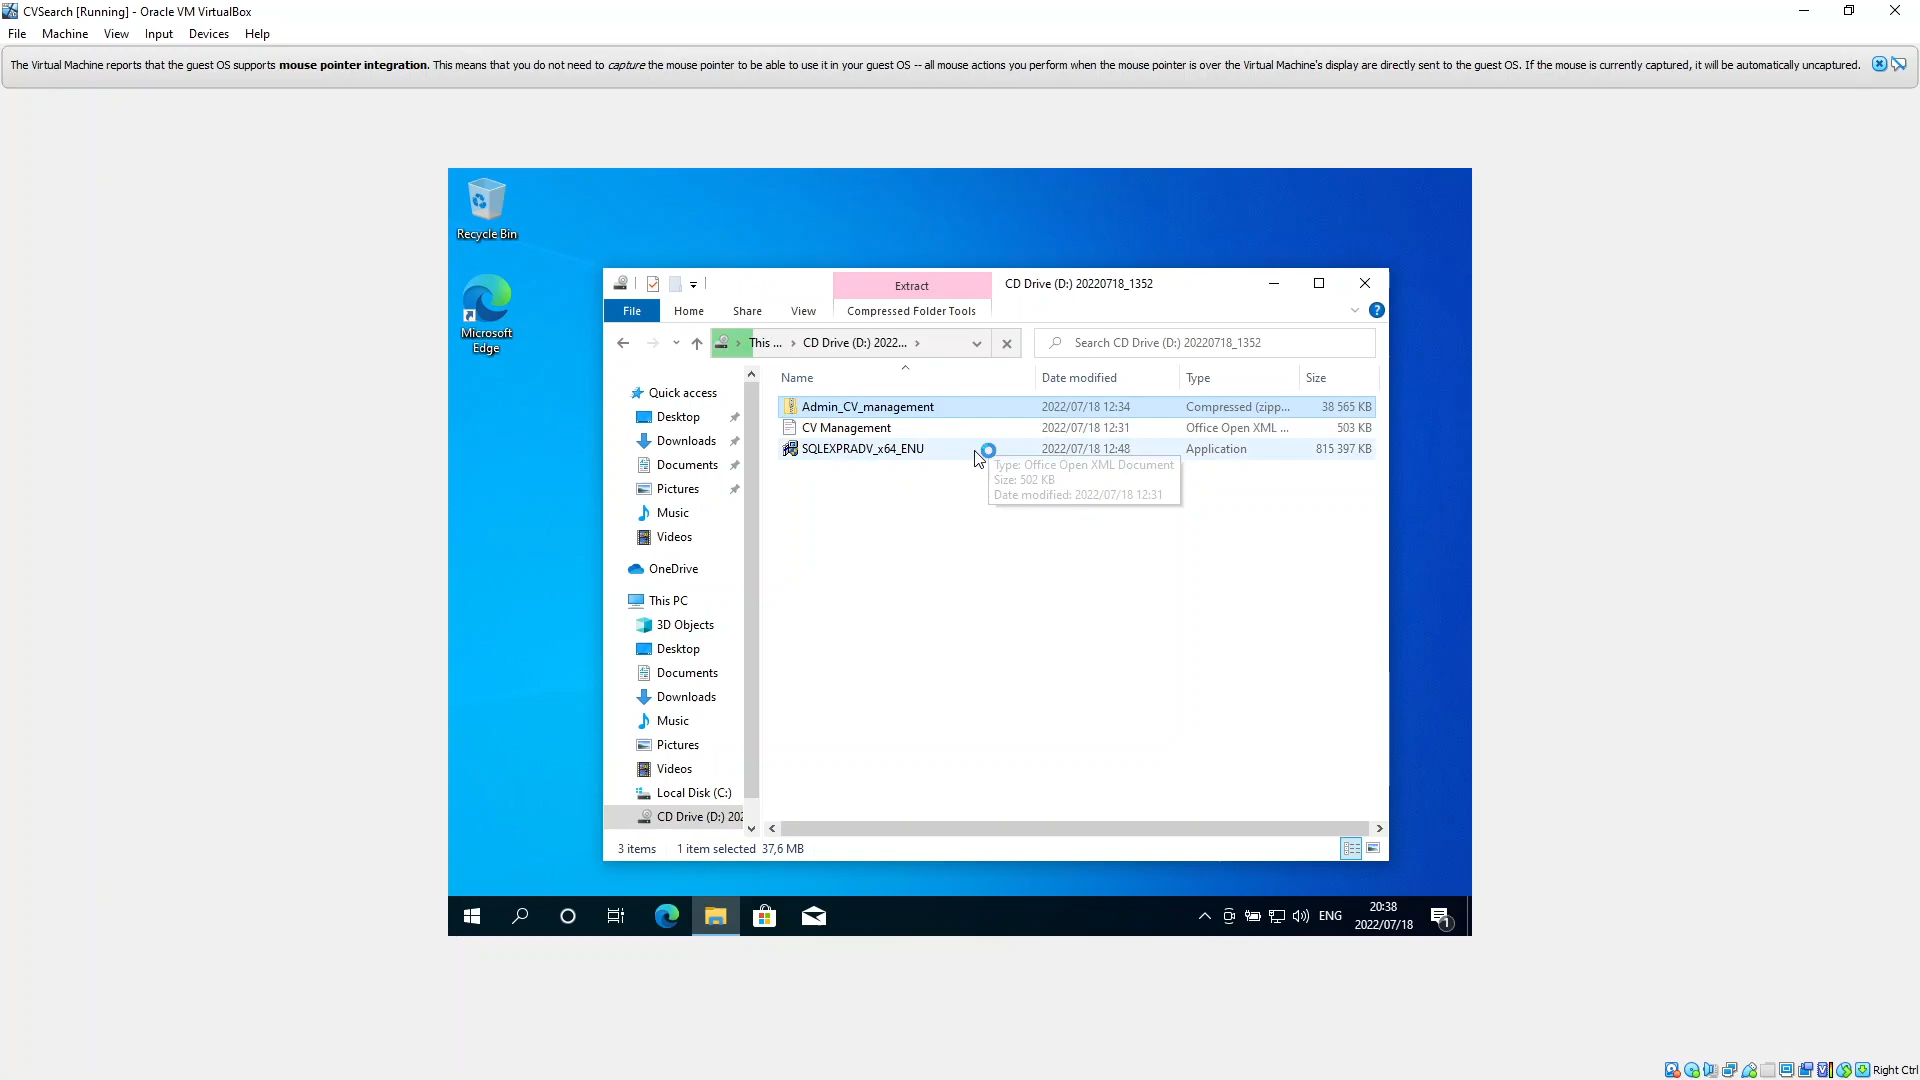 CVSearch [Running] - Oracle VM VirtualBox
File Machine View Input Devices Help
The Virtual Machine reports that the guest OS supports mouse pointer integration. This means that you do not need to capture the mouse pointer to be able to use it in your guest OS -- all mouse actions you perform when the mouse pointer is over the Virtual Machine's display are directly sent to the guest OS. If the mouse is currently captured, it will be automatically uncaptured.
Recycle Bin
Microsoft
Edge
Extract CD Drive (D:) 20220718_1352
File Home Share View Compressed Folder Tools
This ... CD Drive (D:) 2022... Search CD Drive (D:) 20220718_1352
Name Date modified Type Size
Admin_CV_management 2022/07/18 12:34 Compressed (zipp... 38 565 KB
CV Management 2022/07/18 12:31 Office Open XML ... 503 KB
SQLEXPRADV_x64_ENU 2022/07/18 12:48 Application 815 397 KB
Type: Office Open XML Document
Size: 502 KB
Date modified: 2022/07/18 12:31
Quick access
Desktop
Downloads
Documents
Pictures
Music
Videos
OneDrive
This PC
3D Objects
Desktop
Documents
Downloads
Music
Pictures
Videos
Local Disk (C:)
CD Drive (D:) 202
3 items 1 item selected 37,6 MB
ENG
20:38
2022/07/18
1
Right Ctrl